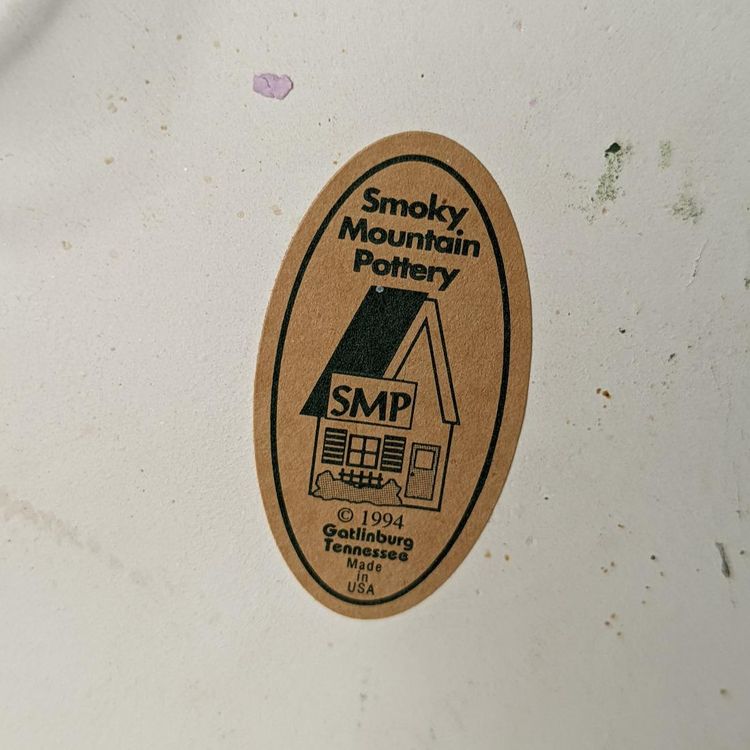 Smoky
Mountain
Pottery
SMP
© 1994
Gatlinburg
Tennessee
Made
in
USA